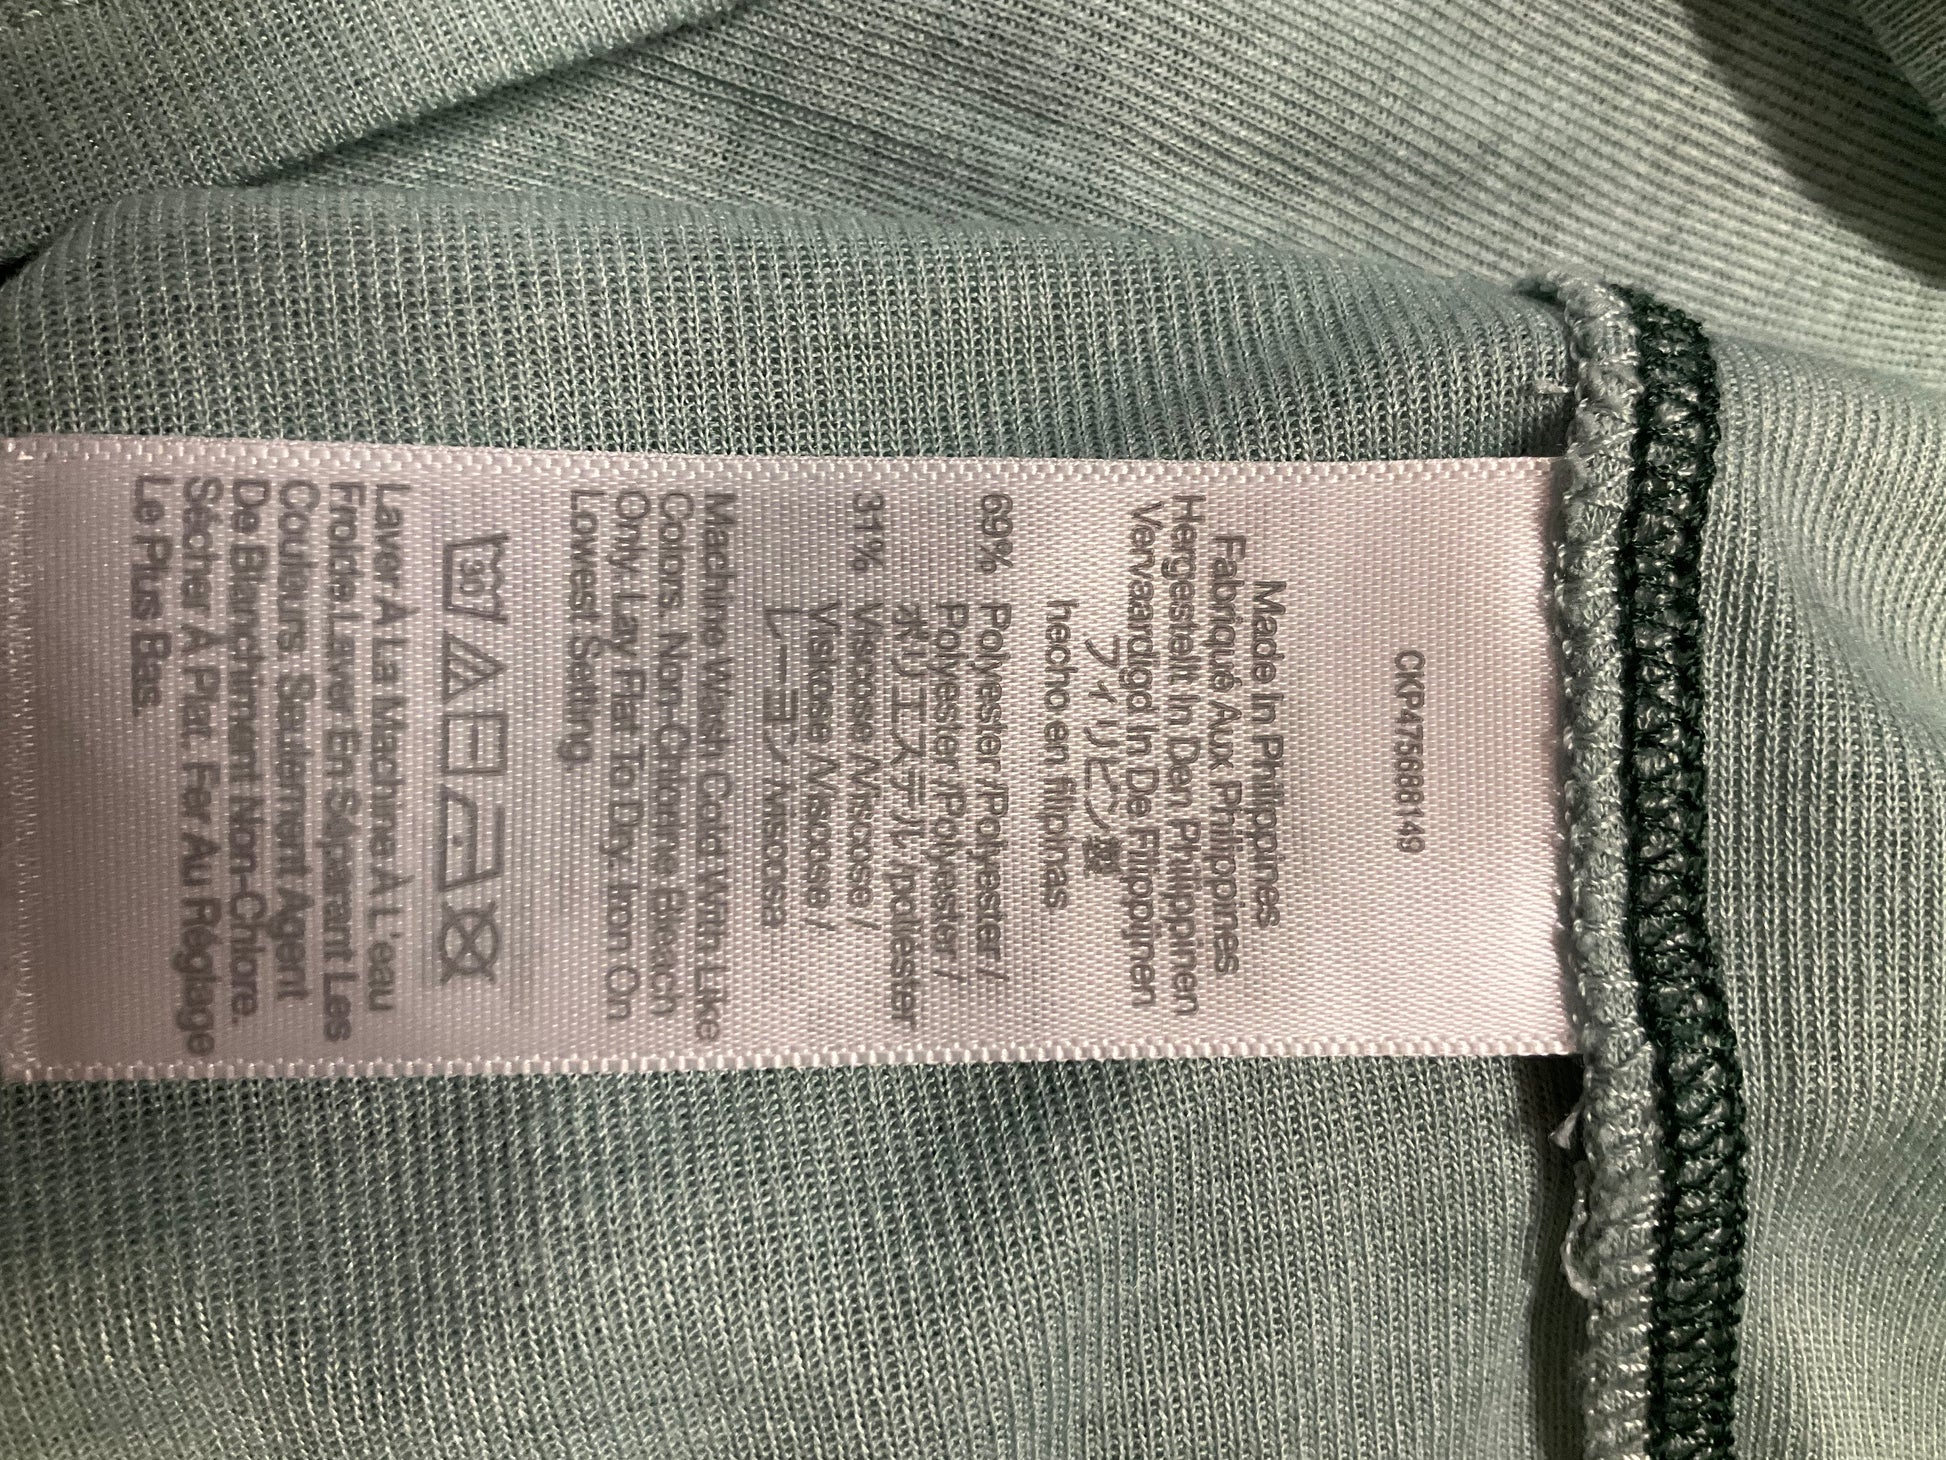 CKP475688149
Made In Philippines
Fabriqué Aux Philippines
Hergestellt In Den Philippinen
Vervaardigd In De Filippijnen
フィリピン製
hecho en filipinas
69% Polyester/Polyester/
Polyester/Polyester/
ポリエステル/poliester
31% Viscose/Viscose/
Viskose/Viscose/
レーヨン/viscosa
Machine Wash Cold With Like
Colors. Non-Chlorine Bleach
Only. Lay Flat To Dry. Iron On
Lowest Setting.
30
Laver À La Machine À L'eau
Froide.Laver En Séparant Les
Couleurs. Seulement Agent
De Blanchiment Non-Chlore.
Sécher À Plat. Fer Au Réglage
Le Plus Bas.